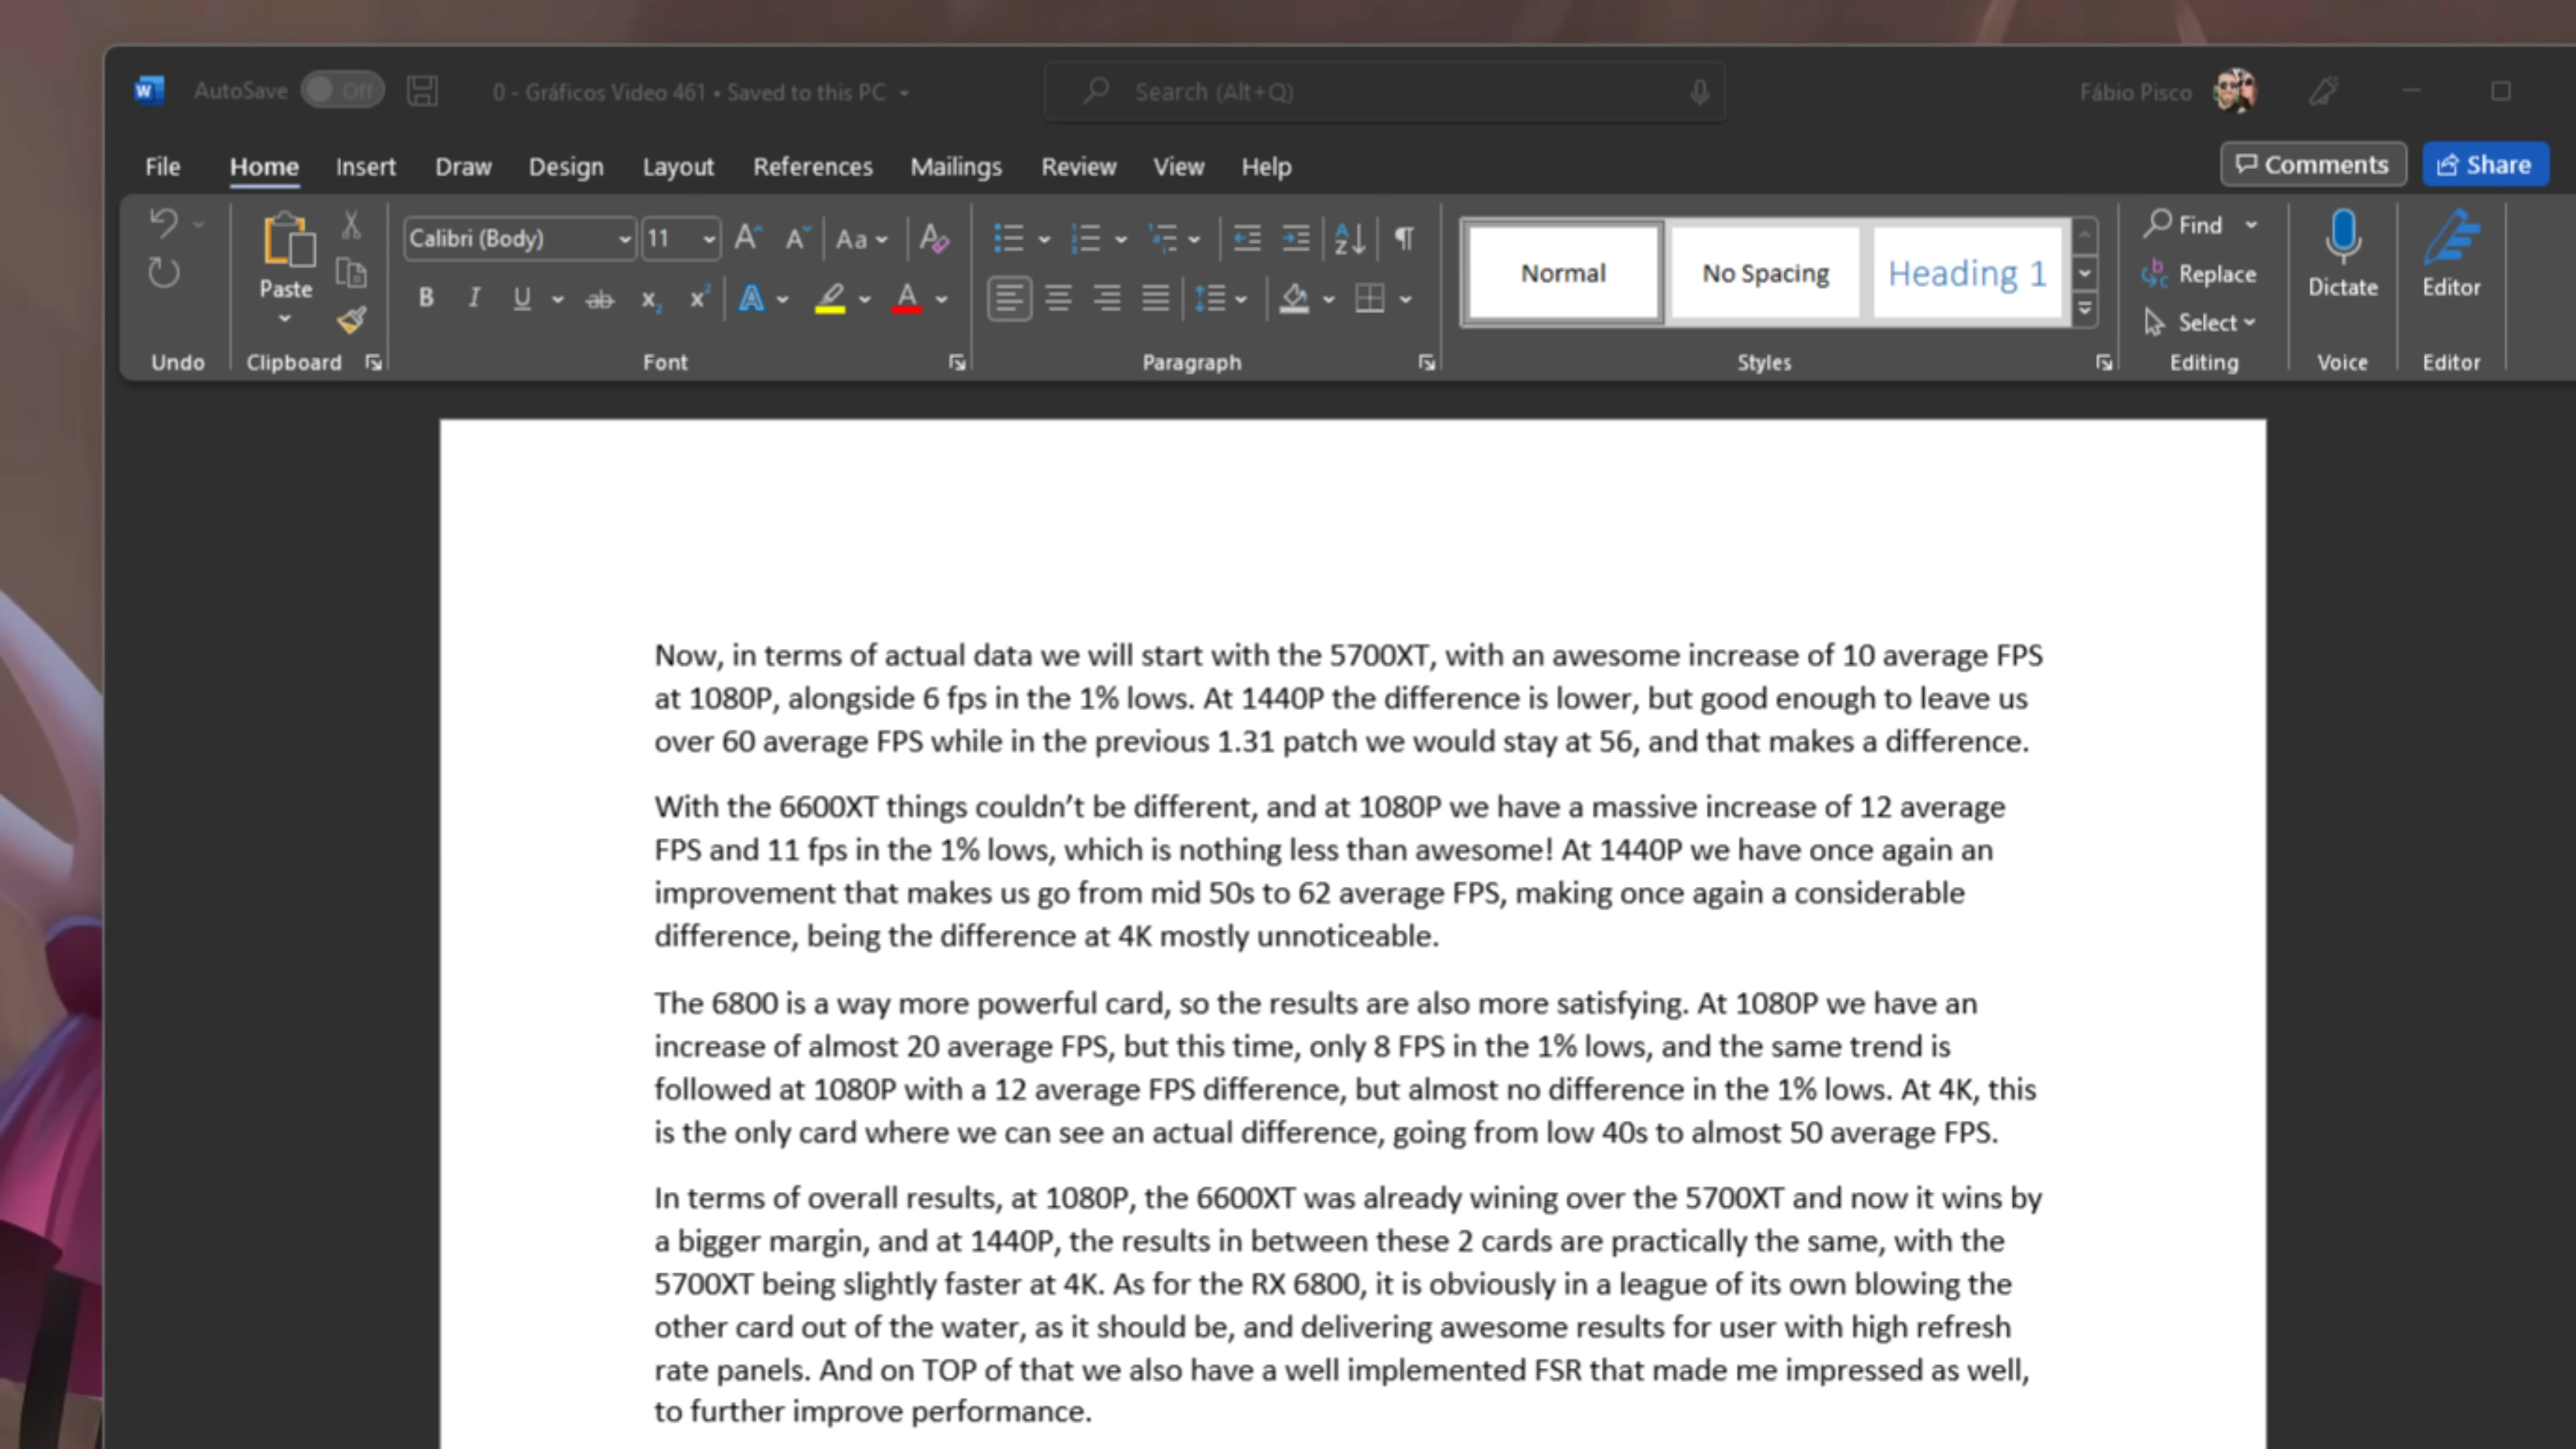 W AutoSave Off 0 - Gráficos Video 461 • Saved to this PC Search (Alt+Q) Fábio Pisco
File Home Insert Draw Design Layout References Mailings Review View Help Comments Share
Calibri (Body) 11 A A Aa A Find
Paste Normal No Spacing Heading 1 Replace Dictate Editor
B I U ab x2 x2 A A Select
Undo Clipboard Font Paragraph Styles Editing Voice Editor
Now, in terms of actual data we will start with the 5700XT, with an awesome increase of 10 average FPS
at 1080P, alongside 6 fps in the 1% lows. At 1440P the difference is lower, but good enough to leave us
over 60 average FPS while in the previous 1.31 patch we would stay at 56, and that makes a difference.
With the 6600XT things couldn’t be different, and at 1080P we have a massive increase of 12 average
FPS and 11 fps in the 1% lows, which is nothing less than awesome! At 1440P we have once again an
improvement that makes us go from mid 50s to 62 average FPS, making once again a considerable
difference, being the difference at 4K mostly unnoticeable.
The 6800 is a way more powerful card, so the results are also more satisfying. At 1080P we have an
increase of almost 20 average FPS, but this time, only 8 FPS in the 1% lows, and the same trend is
followed at 1080P with a 12 average FPS difference, but almost no difference in the 1% lows. At 4K, this
is the only card where we can see an actual difference, going from low 40s to almost 50 average FPS.
In terms of overall results, at 1080P, the 6600XT was already wining over the 5700XT and now it wins by
a bigger margin, and at 1440P, the results in between these 2 cards are practically the same, with the
5700XT being slightly faster at 4K. As for the RX 6800, it is obviously in a league of its own blowing the
other card out of the water, as it should be, and delivering awesome results for user with high refresh
rate panels. And on TOP of that we also have a well implemented FSR that made me impressed as well,
to further improve performance.